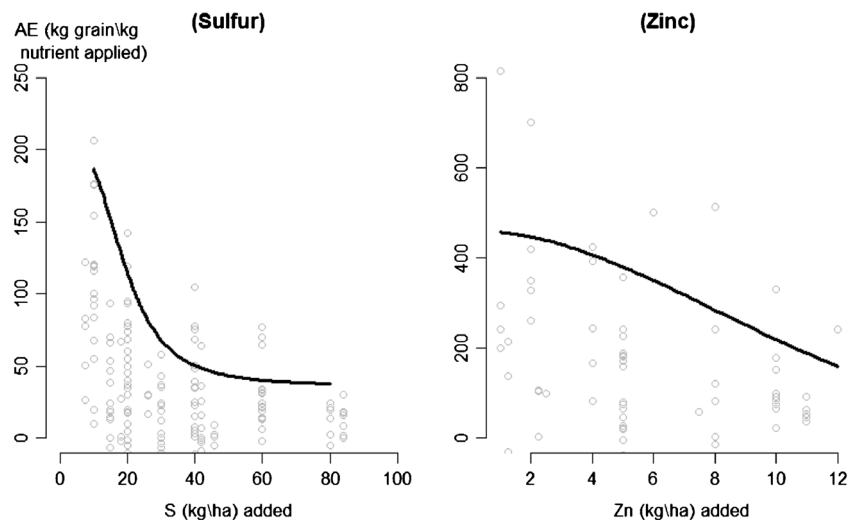 (Sulfur)
(Zinc)
AE (kg grain\kg
nutrient applied)
250
200
150
100
50
0
0 20 40 60 80 100
S (kg\ha) added
800
600
400
200
0
2 4 6 8 10 12
Zn (kg\ha) added